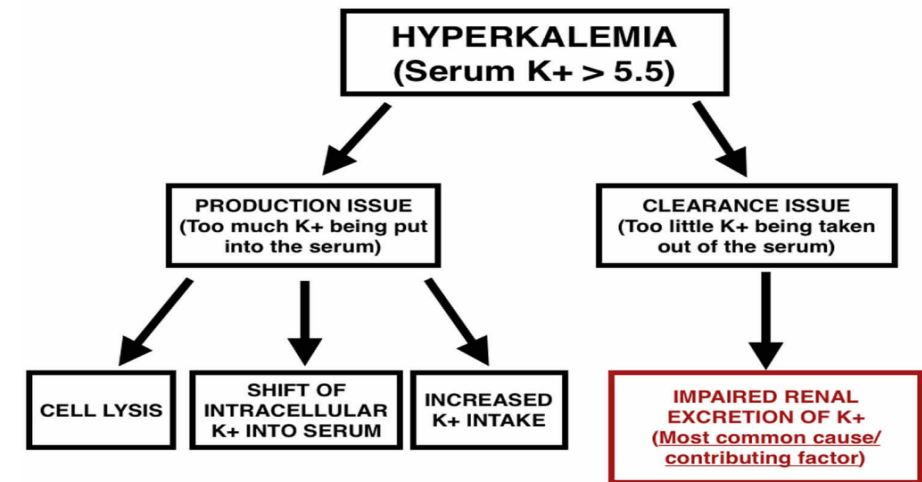 HYPERKALEMIA
(Serum K+ > 5.5)
PRODUCTION ISSUE
(Too much K+ being put
into the serum)
CLEARANCE ISSUE
(Too little K+ being taken
out of the serum)
CELL LYSIS
SHIFT OF
INTRACELLULAR
K+ INTO SERUM
INCREASED
K+ INTAKE
IMPAIRED RENAL
EXCRETION OF K+
(Most common cause/
contributing factor)